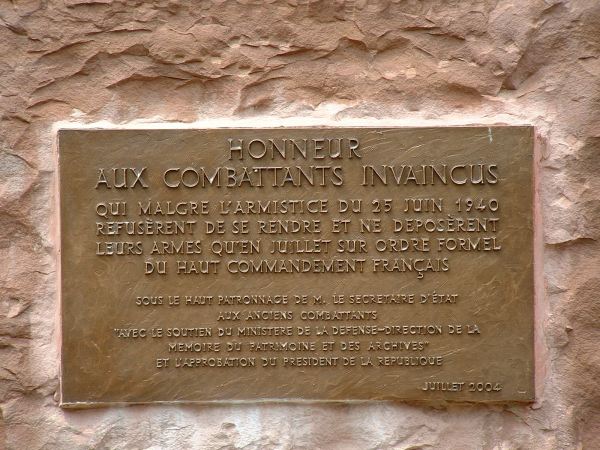 HONNEUR
AUX COMBATTANTS INVAINCUS
QUI MALGRE L'ARMISTICE DU 25 JUIN 1940
REFUSÈRENT DE SE RENDRE ET NE DEPOSÈRENT
LEURS ARMES QU'EN JUILLET SUR ORDRE FORMEL
DU HAUT COMMANDEMENT FRANÇAIS
SOUS LE HAUT PATRONNAGE DE M. LE SECRETAIRE D'ÉTAT
AUX ANCIENS COMBATTANTS
"AVEC LE SOUTIEN DU MINISTERE DE LA DEFENSE-DIRECTION DE LA
MEMOIRE DU PATRIMOINE ET DES ARCHIVES"
ET L'APPROBATION DU PRESIDENT DE LA REPUBLIQUE
JUILLET 2004